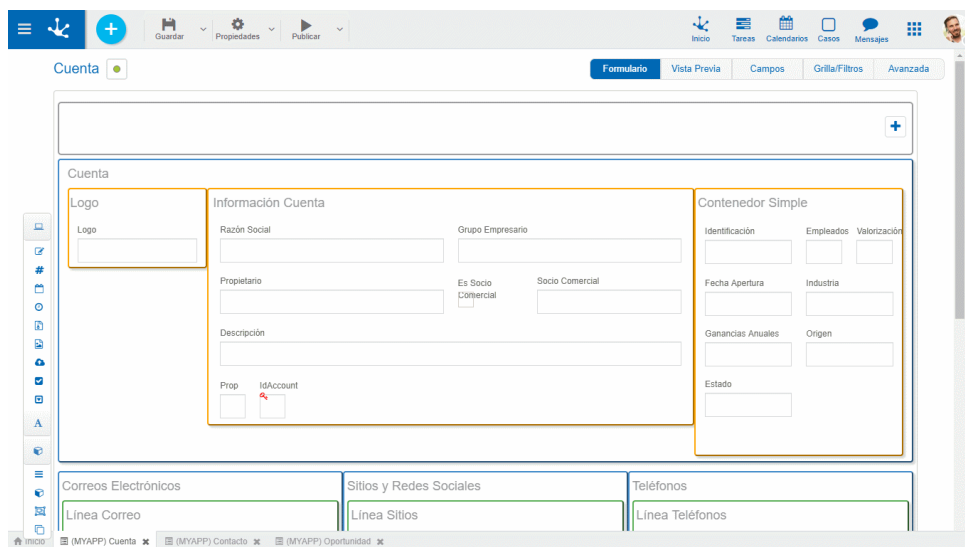 Guardar
Propiedades
Publicar
Inicio
Tareas
Calendarios
Casos
Mensajes
Cuenta
Formulario
Vista Previa
Campos
Grilla/Filtros
Avanzada
Cuenta
Logo
Información Cuenta
Contenedor Simple
Logo
Razón Social
Grupo Empresario
Identificación
Empleados
Valorización
Propietario
Es Socio
Comercial
Socio Comercial
Fecha Apertura
Industria
Descripción
Ganancias Anuales
Origen
Prop
IdAccount
Estado
Correos Electrónicos
Sitios y Redes Sociales
Teléfonos
Línea Correo
Línea Sitios
Línea Teléfonos
Inicio
(MYAPP) Cuenta
(MYAPP) Contacto
(MYAPP) Oportunidad